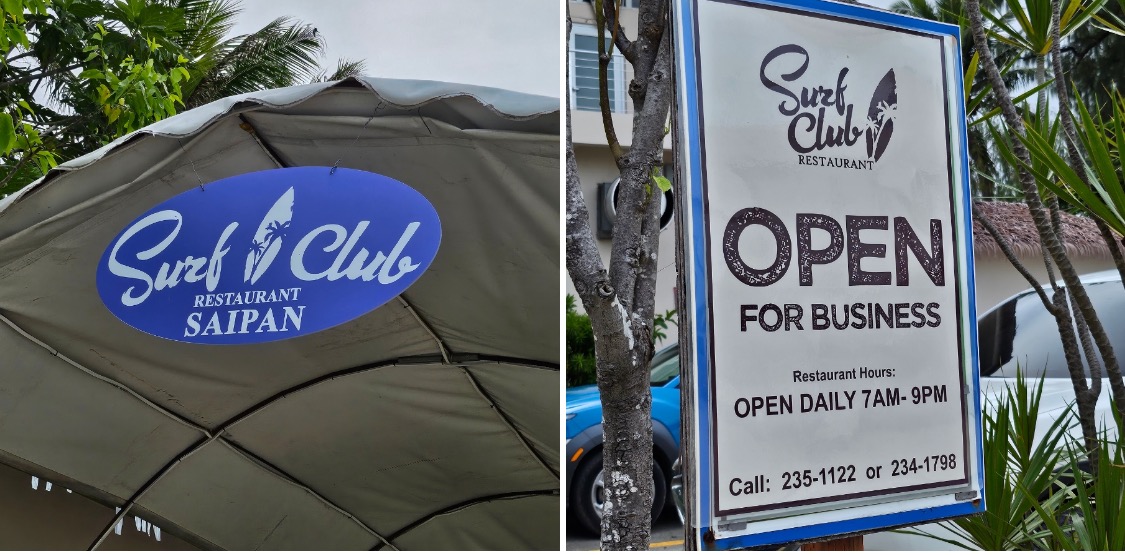 Surf Club
RESTAURANT
SAIPAN
Surf
Club
RESTAURANT
OPEN
FOR BUSINESS
Restaurant Hours:
OPEN DAILY 7AM- 9PM
Call: 235-1122 or 234-1798